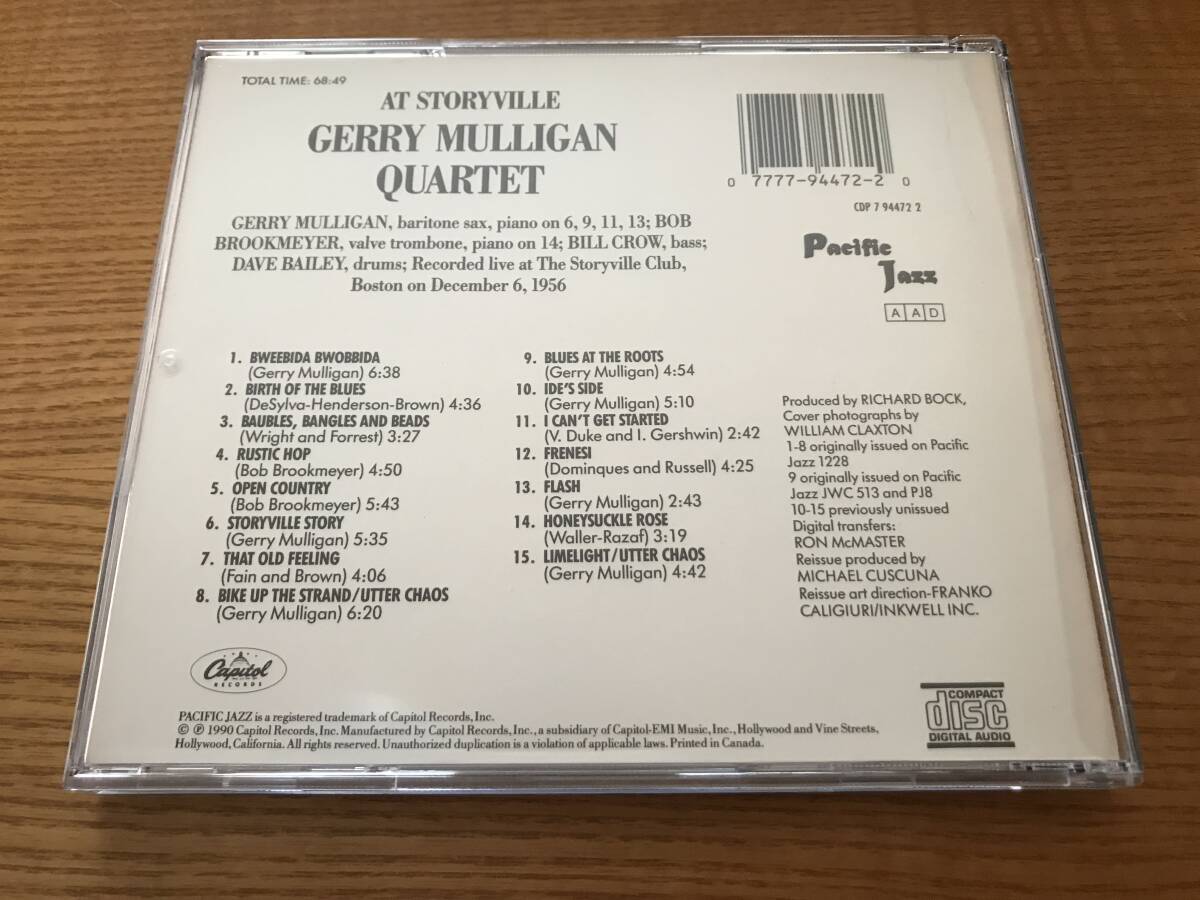 TOTAL TIME: 68:49
AT STORYVILLE
GERRY MULLIGAN
QUARTET
GERRY MULLIGAN, baritone sax, piano on 6, 9, 11, 13; BOB
BROOKMEYER, valve trombone, piano on 14; BILL CROW, bass;
DAVE BAILEY, drums; Recorded live at The Storyville Club,
Boston on December 6, 1956
0 7777-94472-2 0
CDP 7 94472 2
Pacific
Jazz
AAD
1. BWEEBIDA BWOBBIDA
(Gerry Mulligan) 6:38
2. BIRTH OF THE BLUES
(DeSylva-Henderson-Brown) 4:36
3. BAUBLES, BANGLES AND BEADS
(Wright and Forrest) 3:27
4. RUSTIC HOP
(Bob Brookmeyer) 4:50
5. OPEN COUNTRY
(Bob Brookmeyer) 5:43
6. STORYVILLE STORY
(Gerry Mulligan) 5:35
7. THAT OLD FEELING
(Fain and Brown) 4:06
8. BIKE UP THE STRAND/UTTER CHAOS
(Gerry Mulligan) 6:20
9. BLUES AT THE ROOTS
(Gerry Mulligan) 4:54
10. IDE'S SIDE
(Gerry Mulligan) 5:10
11. I CAN'T GET STARTED
(V. Duke and I. Gershwin) 2:42
12. FRENESI
(Dominques and Russell) 4:25
13. FLASH
(Gerry Mulligan) 2:43
14. HONEYSUCKLE ROSE
(Waller-Razaf) 3:19
15. LIMELIGHT/UTTER CHAOS
(Gerry Mulligan) 4:42
Produced by RICHARD BOCK,
Cover photographs by
WILLIAM CLAXTON
1-8 originally issued on Pacific
Jazz 1228
9 originally issued on Pacific
Jazz JWC 513 and PJ8
10-15 previously unissued
Digital transfers:
RON McMASTER
Reissue produced by
MICHAEL CUSCUNA
Reissue art direction-FRANKO
CALIGIURI/INKWELL INC.
Capitol
RECORDS
PACIFIC JAZZ is a registered trademark of Capitol Records, Inc.
© ℗ 1990 Capitol Records, Inc. Manufactured by Capitol Records, Inc., a subsidiary of Capitol-EMI Music, Inc., Hollywood and Vine Streets,
Hollywood, California. All rights reserved. Unauthorized duplication is a violation of applicable laws. Printed in Canada.
COMPACT
disc
DIGITAL AUDIO